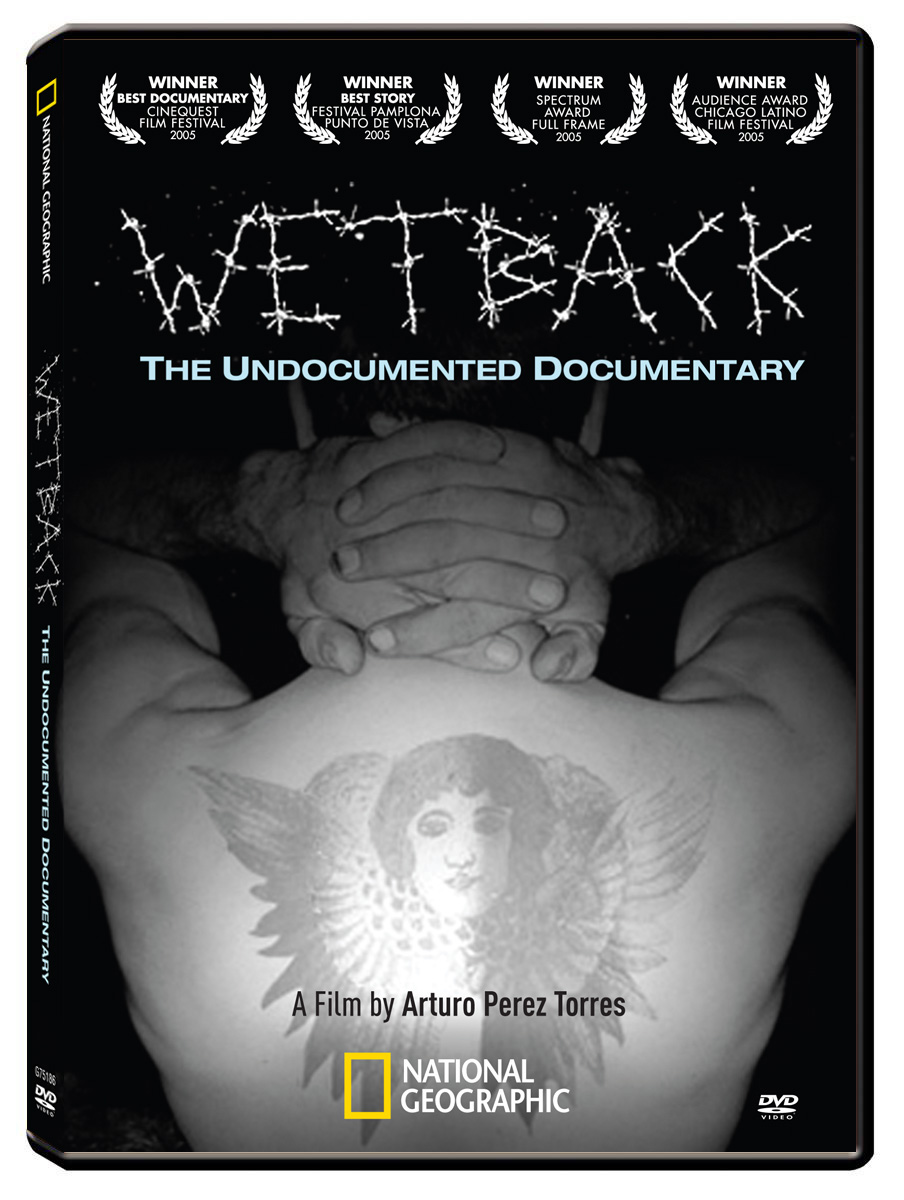 WINNER
BEST DOCUMENTARY
CINEQUEST
FILM FESTIVAL
2005
WINNER
BEST STORY
FESTIVAL PAMPLONA
PUNTO DE VISTA
2005
WINNER
SPECTRUM
AWARD
FULL FRAME
2005
WINNER
AUDIENCE AWARD
CHICAGO LATINO
FILM FESTIVAL
2005
WETBACK
THE UNDOCUMENTED DOCUMENTARY
A Film by Arturo Perez Torres
NATIONAL
GEOGRAPHIC
DVD
VIDEO
NATIONAL GEOGRAPHIC
WETBACK
THE UNDOCUMENTED DOCUMENTARY
G75186
DVD
VIDEO